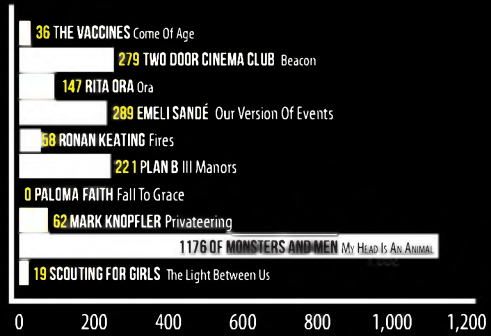 36 THE VACCINES Come Of Age
279 TWO DOOR CINEMA CLUB Beacon
147 RITA ORA Ora
289 EMELI SANDÉ Our Version Of Events
58 RONAN KEATING Fires
221 PLAN B Ill Manors
0 PALOMA FAITH Fall To Grace
62 MARK KNOPFLER Privateering
1176 OF MONSTERS AND MEN My Head Is An Animal
19 SCOUTING FOR GIRLS The Light Between Us
0 200 400 600 800 1,000 1,200